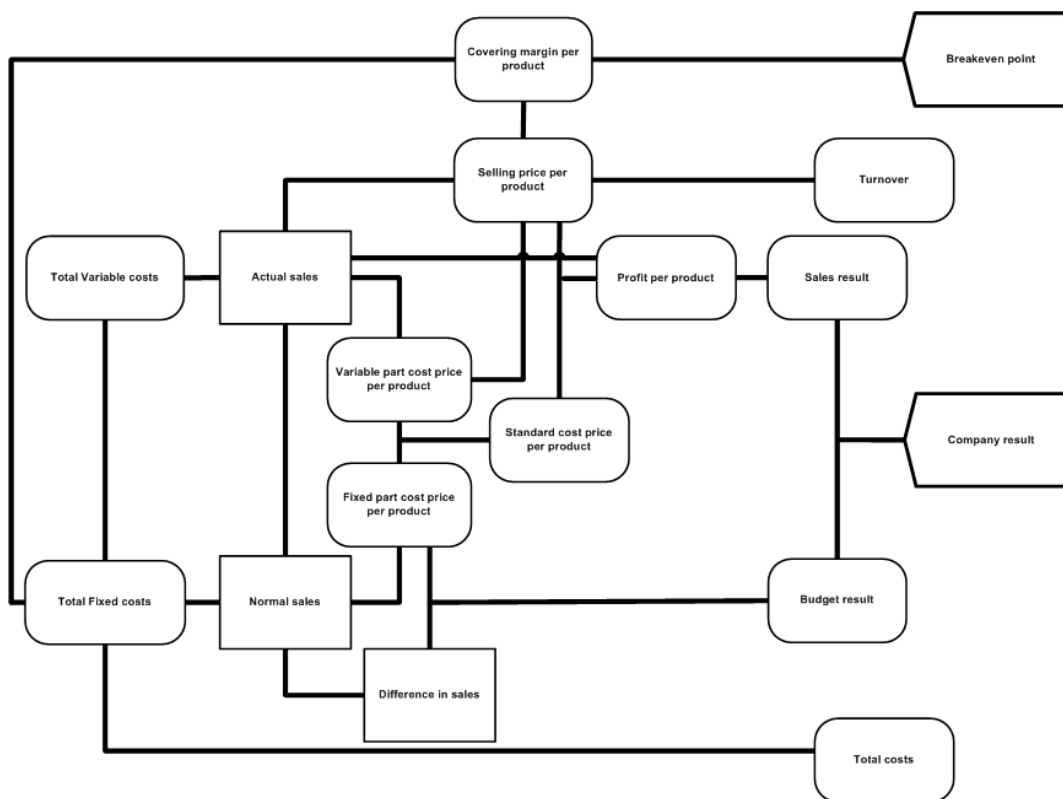 Covering margin per
product
Breakeven point
Selling price per
product
Turnover
Total Variable costs
Actual sales
Profit per product
Sales result
Variable part cost price
per product
Standard cost price
per product
Company result
Fixed part cost price
per product
Total Fixed costs
Normal sales
Budget result
Difference in sales
Total costs